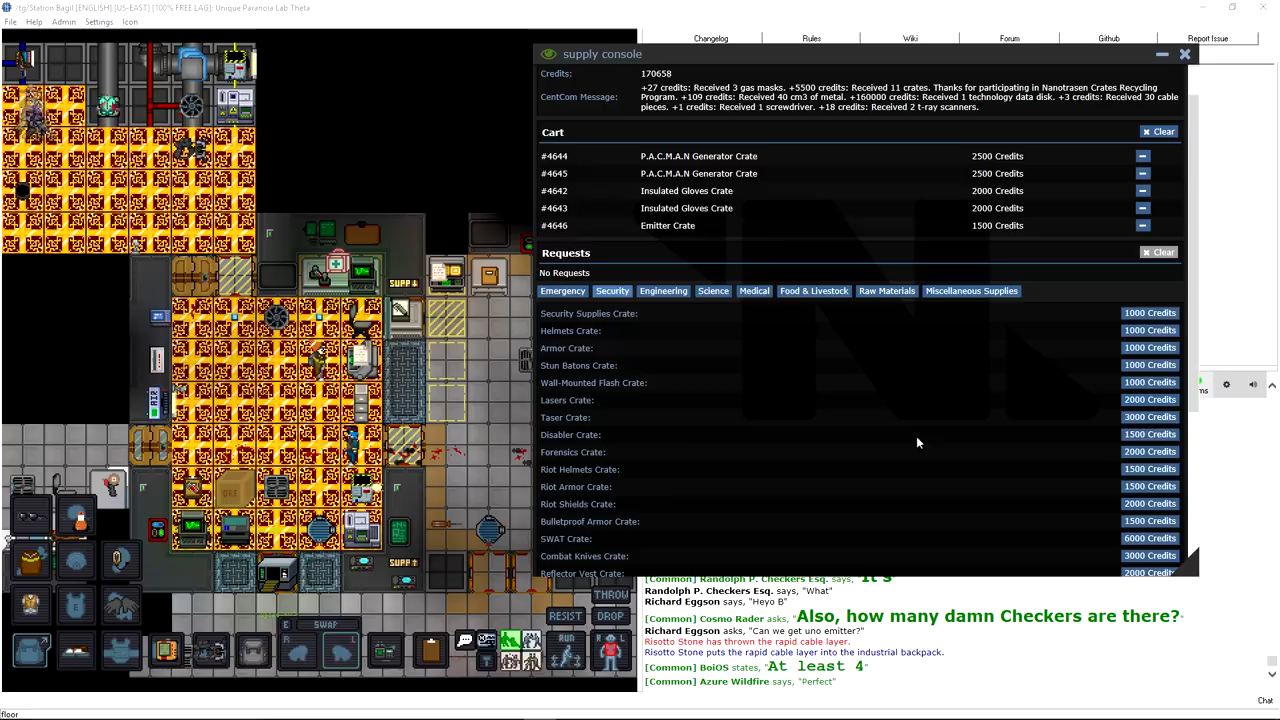 /tg/Station Bagil [ENGLISH] [US-EAST] [100% FREE LAG]: Unique Paranoia Lab Theta
File Help Admin Settings Icon
Changelog Rules Wiki Forum Github Report Issue
supply console
Credits: 170658
CentCom Message: +27 credits: Received 3 gas masks. +5500 credits: Received 11 crates. Thanks for participating in Nanotrasen Crates Recycling
Program. +109 credits: Received 40 cm3 of metal. +160000 credits: Received 1 technology data disk. +3 credits: Received 30 cable
pieces. +1 credits: Received 1 screwdriver. +18 credits: Received 2 t-ray scanners.
Cart Clear
#4644 P.A.C.M.A.N Generator Crate 2500 Credits
#4645 P.A.C.M.A.N Generator Crate 2500 Credits
#4642 Insulated Gloves Crate 2000 Credits
#4643 Insulated Gloves Crate 2000 Credits
#4646 Emitter Crate 1500 Credits
Requests Clear
No Requests
Emergency Security Engineering Science Medical Food & Livestock Raw Materials Miscellaneous Supplies
Security Supplies Crate: 1000 Credits
Helmets Crate: 1000 Credits
Armor Crate: 1000 Credits
Stun Batons Crate: 1000 Credits
Wall-Mounted Flash Crate: 1000 Credits
Lasers Crate: 2000 Credits
Taser Crate: 3000 Credits
Disabler Crate: 1500 Credits
Forensics Crate: 2000 Credits
Riot Helmets Crate: 1500 Credits
Riot Armor Crate: 1500 Credits
Riot Shields Crate: 2000 Credits
Bulletproof Armor Crate: 1500 Credits
SWAT Crate: 6000 Credits
Combat Knives Crate: 3000 Credits
Reflector Vest Crate: 2000 Credits
ms
SUPP
SUPP
ORE
THROW
RESIST DROP
SWAP
E
R L
RUN
R L
[Common] Randolph P. Checkers Esq. says, "It's
Randolph P. Checkers Esq. says, "What"
Richard Eggson says, "Heyo B"
[Common] Cosmo Rader asks, "Also, how many damn Checkers are there?"
Richard Eggson asks, "Can we get uno emitter?"
Risotto Stone has thrown the rapid cable layer.
Risotto Stone puts the rapid cable layer into the industrial backpack.
[Common] BoiOS states, "At least 4"
[Common] Azure Wildfire says, "Perfect"
Chat
floor